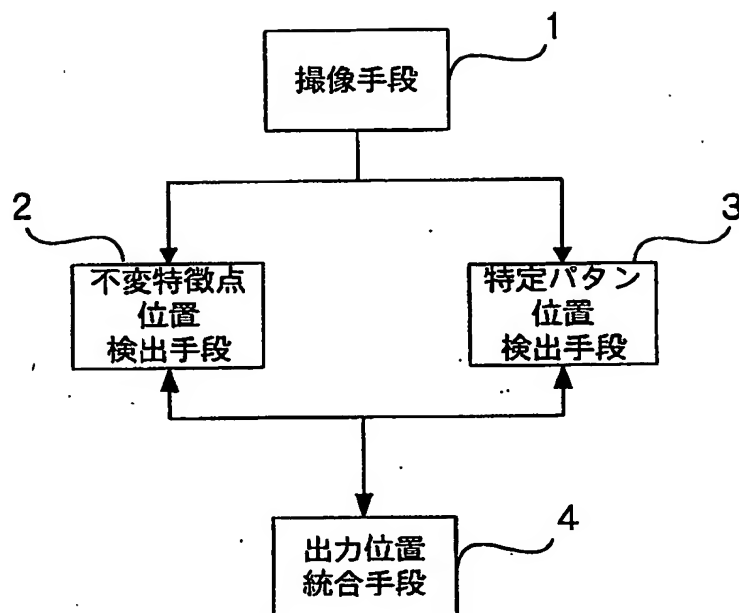 1
撮像手段
2
不変特徴点
位置
検出手段
3
特定パタン
位置
検出手段
4
出力位置
統合手段